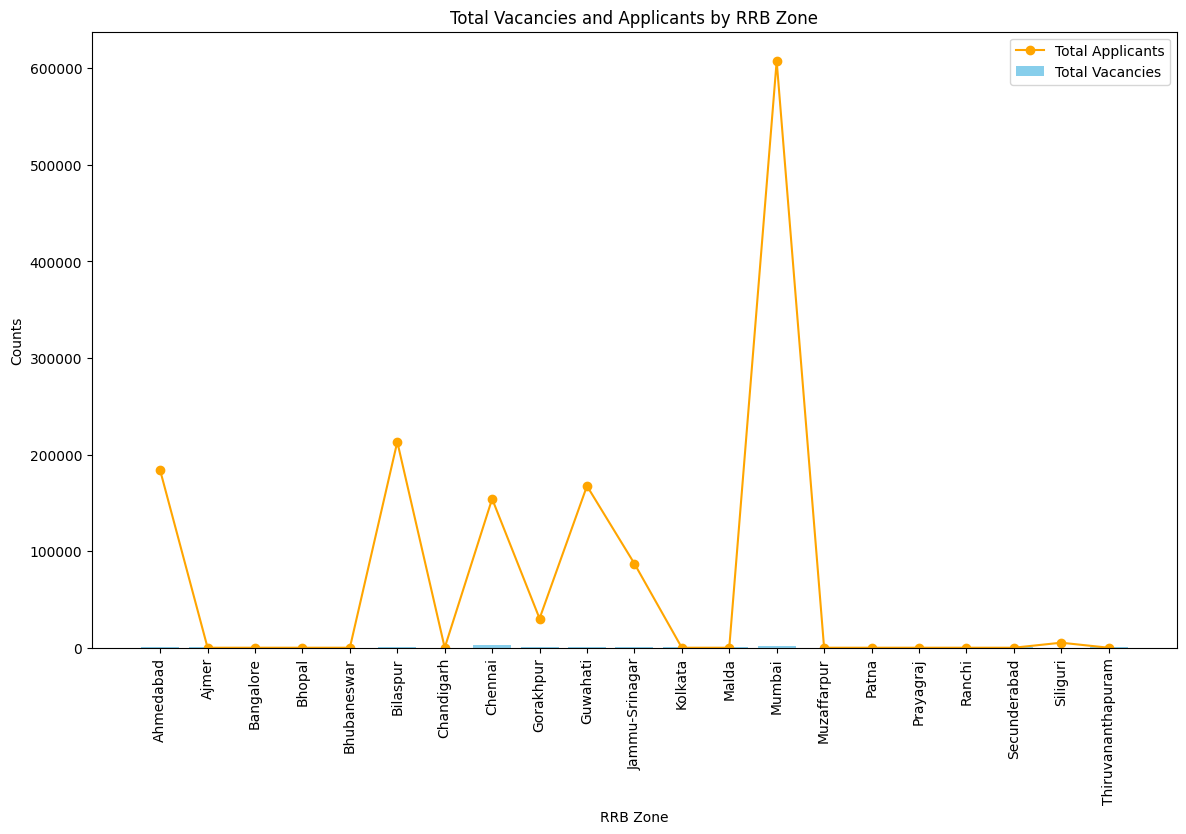 Total Vacancies and Applicants by RRB Zone
Total Applicants
Total Vacancies
600000
500000
400000
300000
200000
100000
0
Counts
Ahmedabad
Ajmer
Bangalore
Bhopal
Bhubaneswar
Bilaspur
Chandigarh
Chennai
Gorakhpur
Guwahati
Jammu-Srinagar
Kolkata
Malda
Mumbai
Muzaffarpur
Patna
Prayagraj
Ranchi
Secunderabad
Siliguri
Thiruvananthapuram
RRB Zone